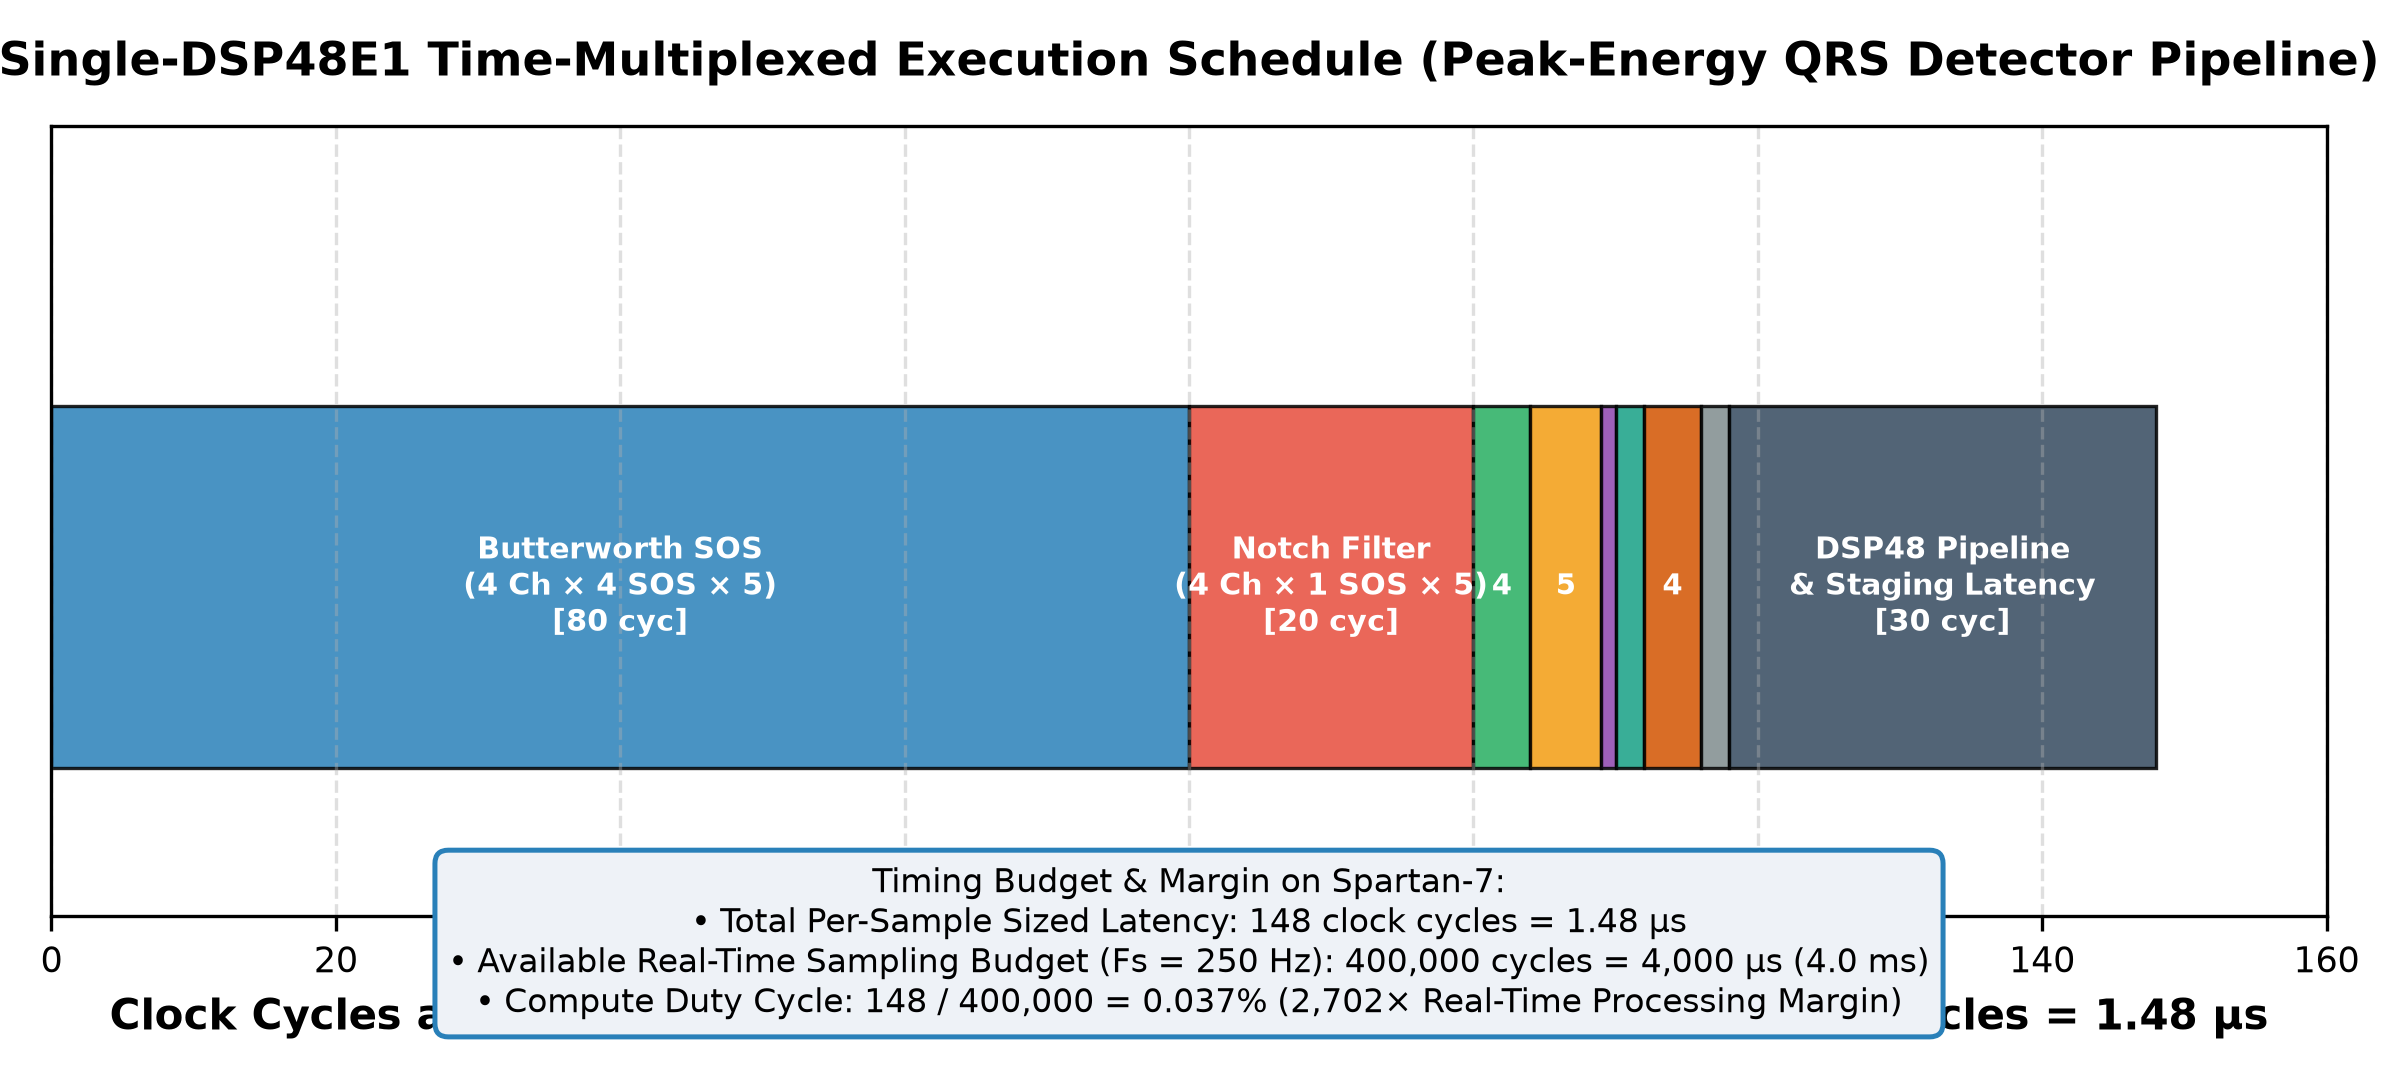 Single-DSP48E1 Time-Multiplexed Execution Schedule (Peak-Energy QRS Detector Pipeline)
Butterworth SOS
(4 Ch × 4 SOS × 5)
[80 cyc]
Notch Filter
(4 Ch × 1 SOS × 5)
[20 cyc]
4
5
4
DSP48 Pipeline
& Staging Latency
[30 cyc]
Timing Budget & Margin on Spartan-7:
• Total Per-Sample Sized Latency: 148 clock cycles = 1.48 µs
• Available Real-Time Sampling Budget (Fs = 250 Hz): 400,000 cycles = 4,000 µs (4.0 ms)
• Compute Duty Cycle: 148 / 400,000 = 0.037% (2,702× Real-Time Processing Margin)
0 20 140 160
Clock Cycles cles = 1.48 µs